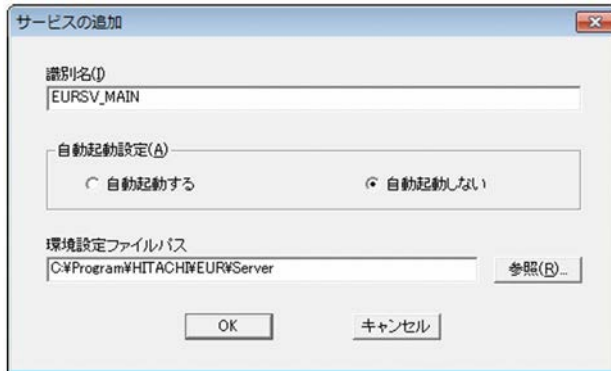 サービスの追加
識別名(I)
EURSV_MAIN
自動起動設定(A)
自動起動する
自動起動しない
環境設定ファイルパス
C:¥Program¥HITACHI¥EUR¥Server
参照(R)...
OK
キャンセル